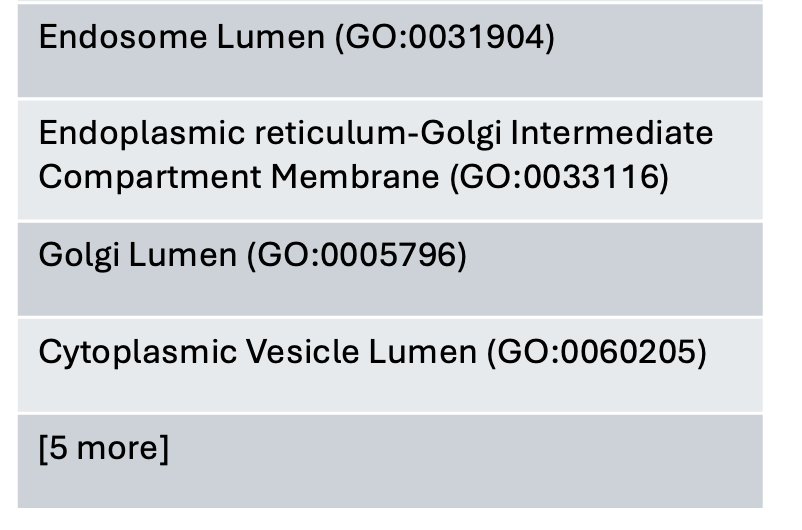 Endosome Lumen (GO:0031904)
Endoplasmic reticulum-Golgi Intermediate
Compartment Membrane (GO:0033116)
Golgi Lumen (GO:0005796)
Cytoplasmic Vesicle Lumen (GO:0060205)
[5 more]